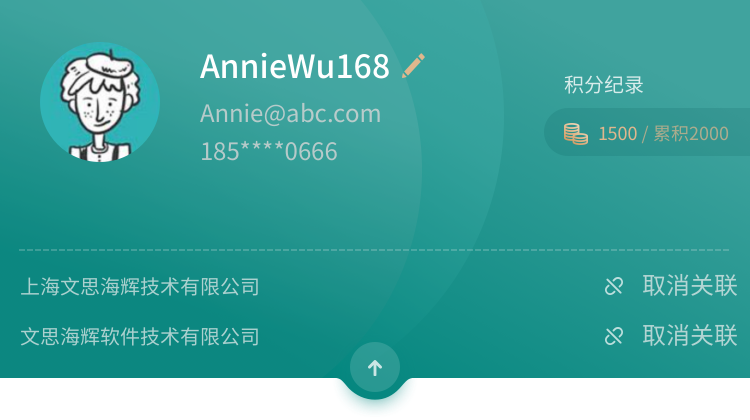 AnnieWu168
Annie@abc.com
185****0666
积分纪录
1500 / 累积2000
上海文思海辉技术有限公司 取消关联
文思海辉软件技术有限公司 取消关联